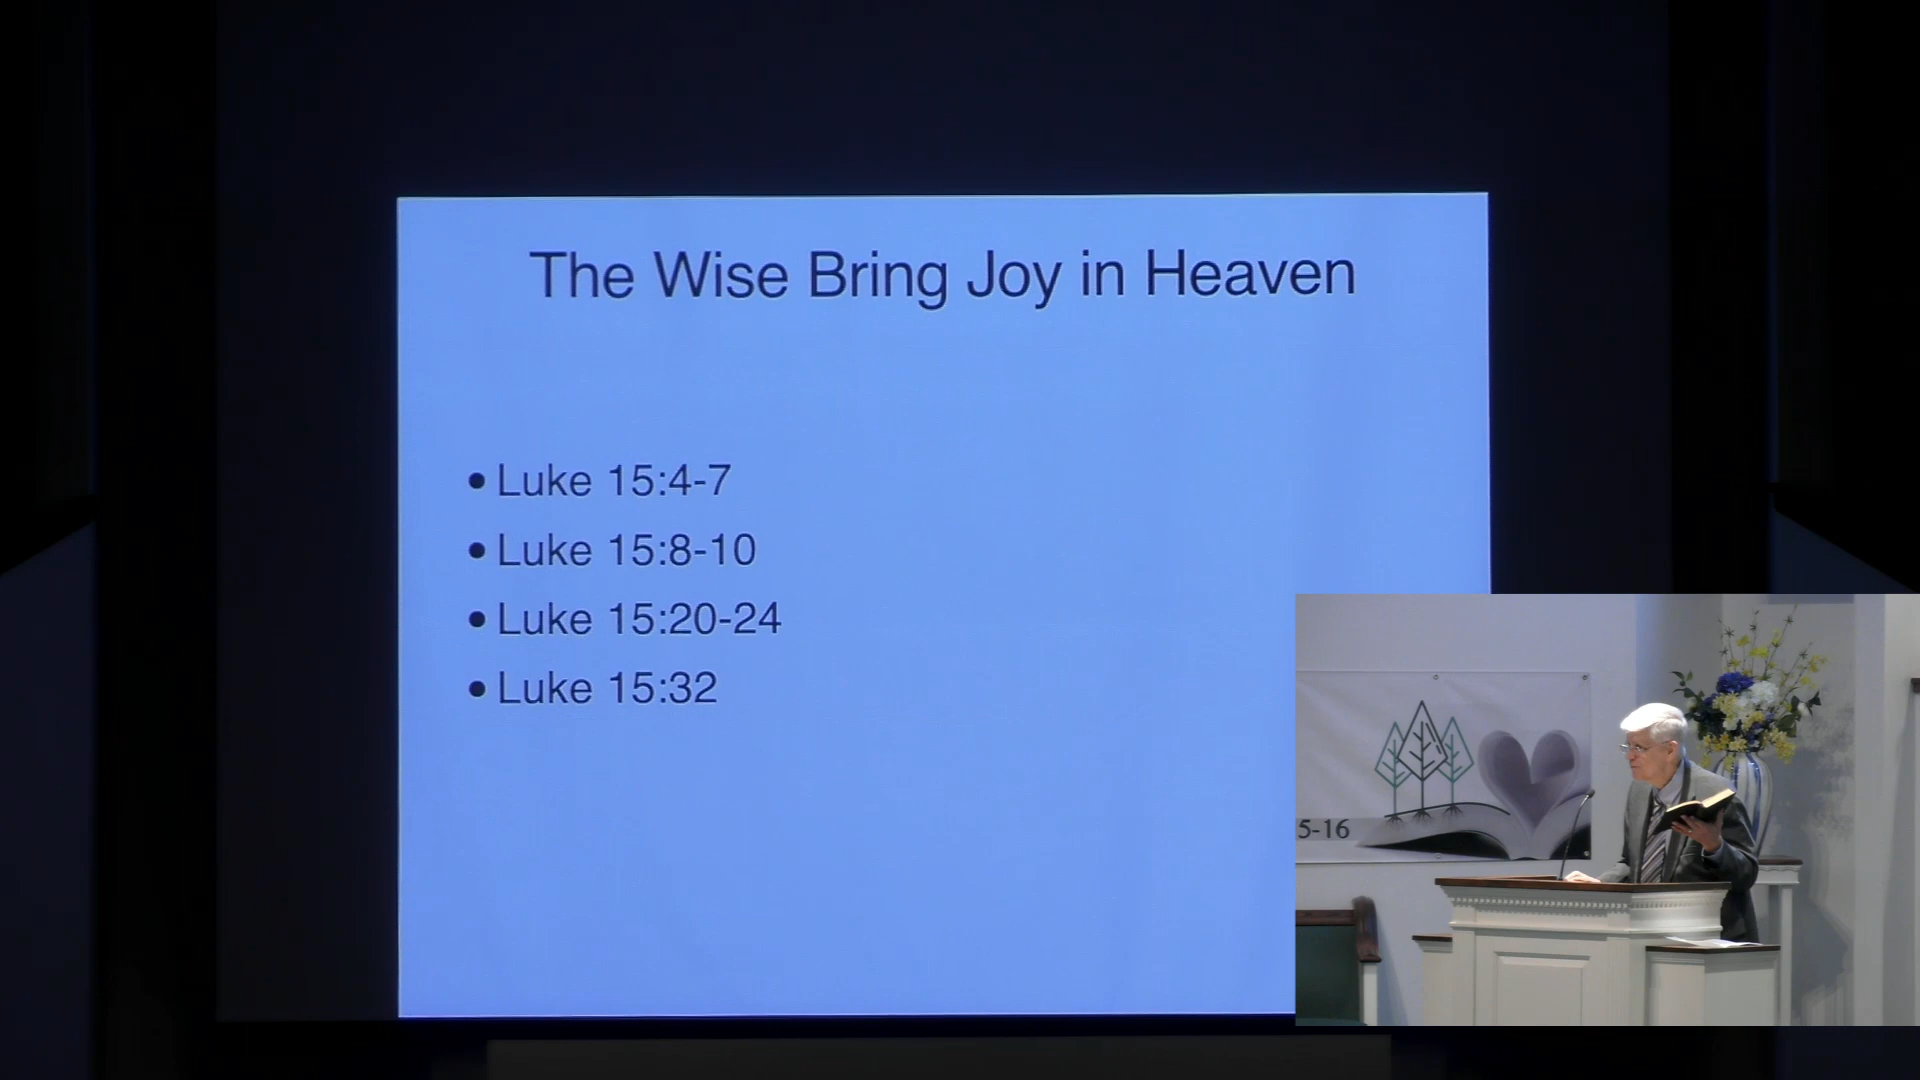 The Wise Bring Joy in Heaven
• Luke 15:4-7
• Luke 15:8-10
• Luke 15:20-24
• Luke 15:32
5-16